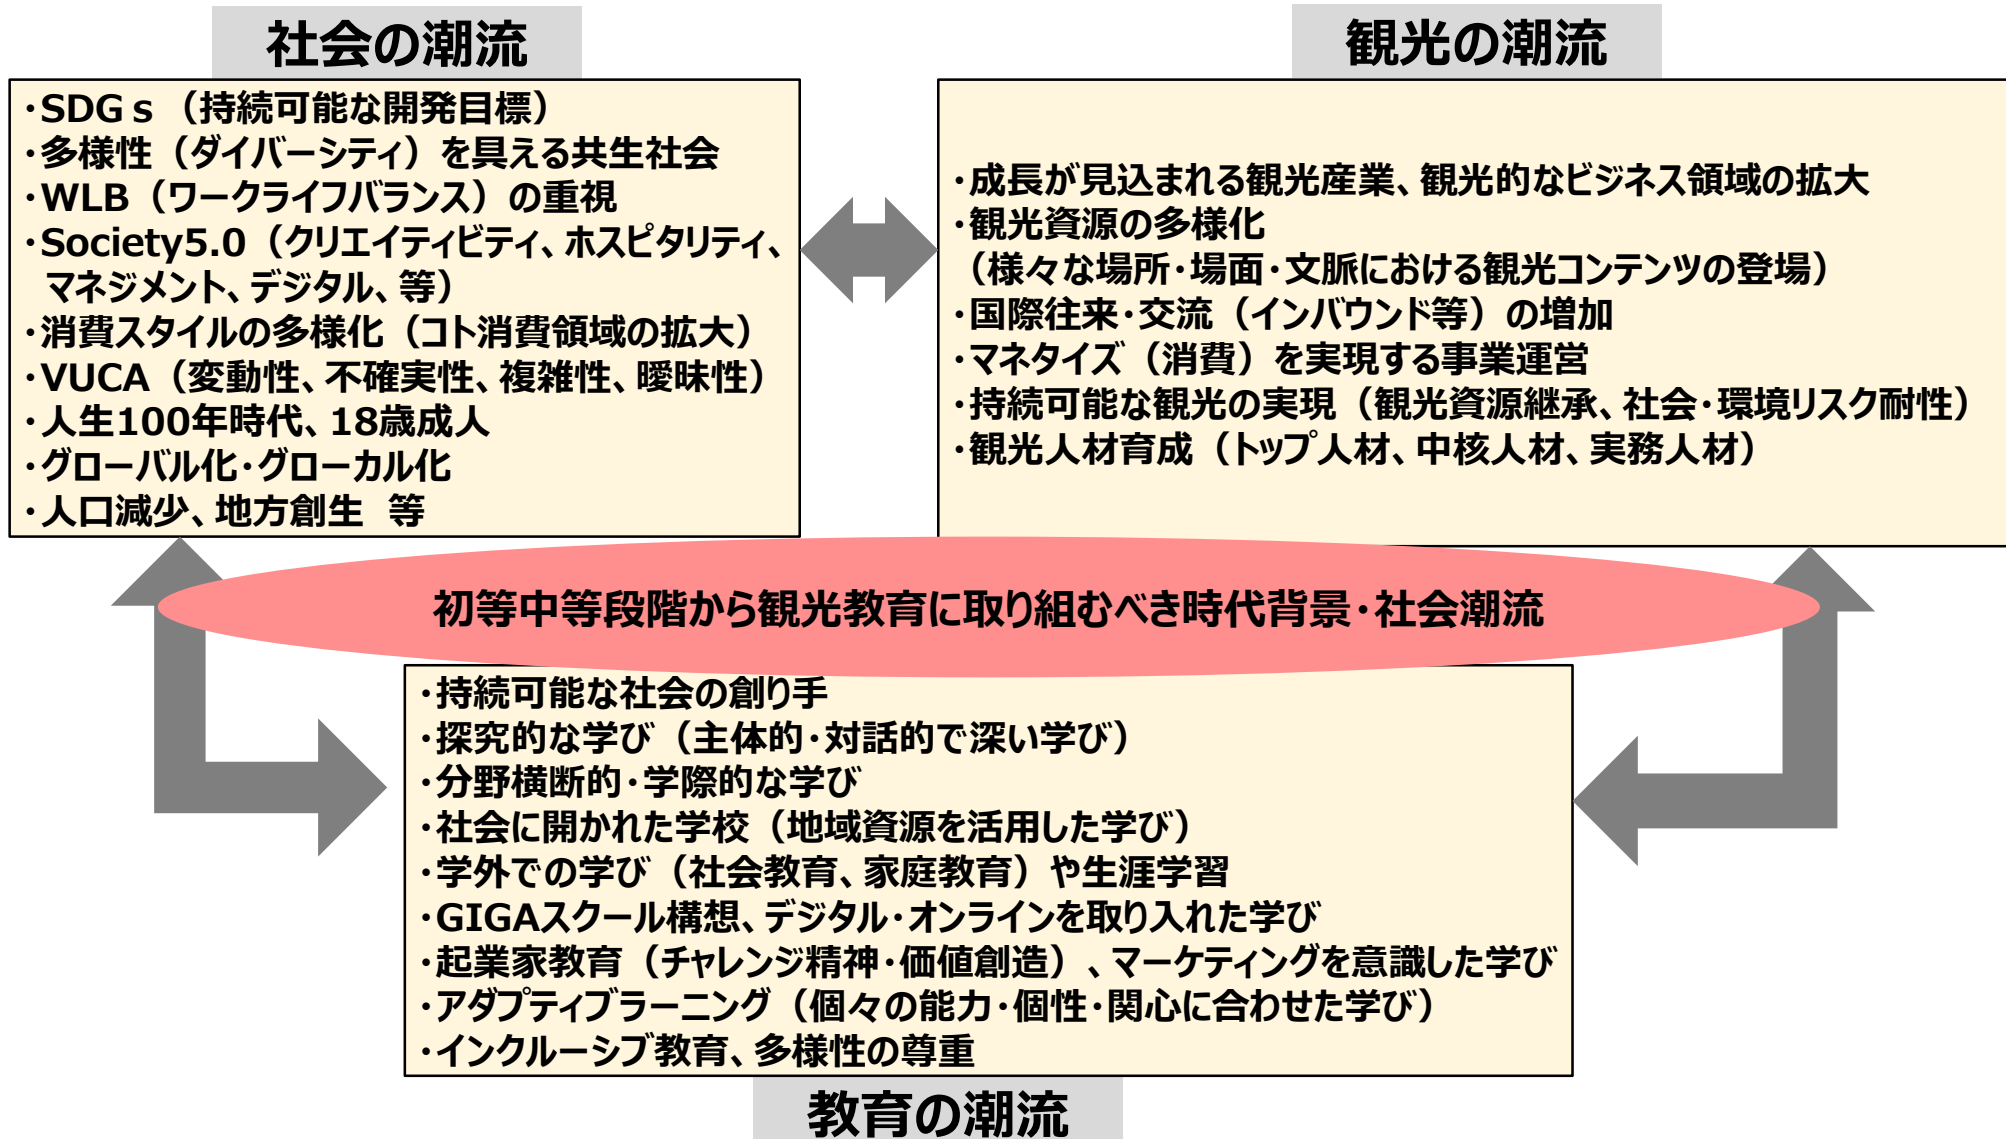 社会の潮流
・SDGｓ（持続可能な開発目標）
・多様性（ダイバーシティ）を具える共生社会
・WLB（ワークライフバランス）の重視
・Society5.0（クリエイティビティ、ホスピタリティ、
マネジメント、デジタル、等）
・消費スタイルの多様化（コト消費領域の拡大）
・VUCA（変動性、不確実性、複雑性、曖昧性）
・人生100年時代、18歳成人
・グローバル化・グローカル化
・人口減少、地方創生　等
観光の潮流
・成長が見込まれる観光産業、観光的なビジネス領域の拡大
・観光資源の多様化
（様々な場所・場面・文脈における観光コンテンツの登場）
・国際往来・交流（インバウンド等）の増加
・マネタイズ（消費）を実現する事業運営
・持続可能な観光の実現（観光資源継承、社会・環境リスク耐性）
・観光人材育成（トップ人材、中核人材、実務人材）
初等中等段階から観光教育に取り組むべき時代背景・社会潮流
・持続可能な社会の創り手
・探究的な学び（主体的・対話的で深い学び）
・分野横断的・学際的な学び
・社会に開かれた学校（地域資源を活用した学び）
・学外での学び（社会教育、家庭教育）や生涯学習
・GIGAスクール構想、デジタル・オンラインを取り入れた学び
・起業家教育（チャレンジ精神・価値創造）、マーケティングを意識した学び
・アダプティブラーニング（個々の能力・個性・関心に合わせた学び）
・インクルーシブ教育、多様性の尊重
教育の潮流